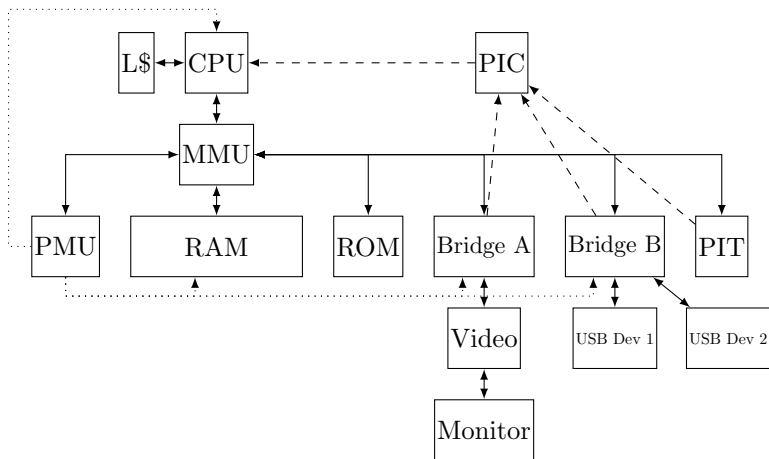 L$
CPU
PIC
MMU
PMU
RAM
ROM
Bridge A
Bridge B
PIT
Video
USB Dev 1
USB Dev 2
Monitor